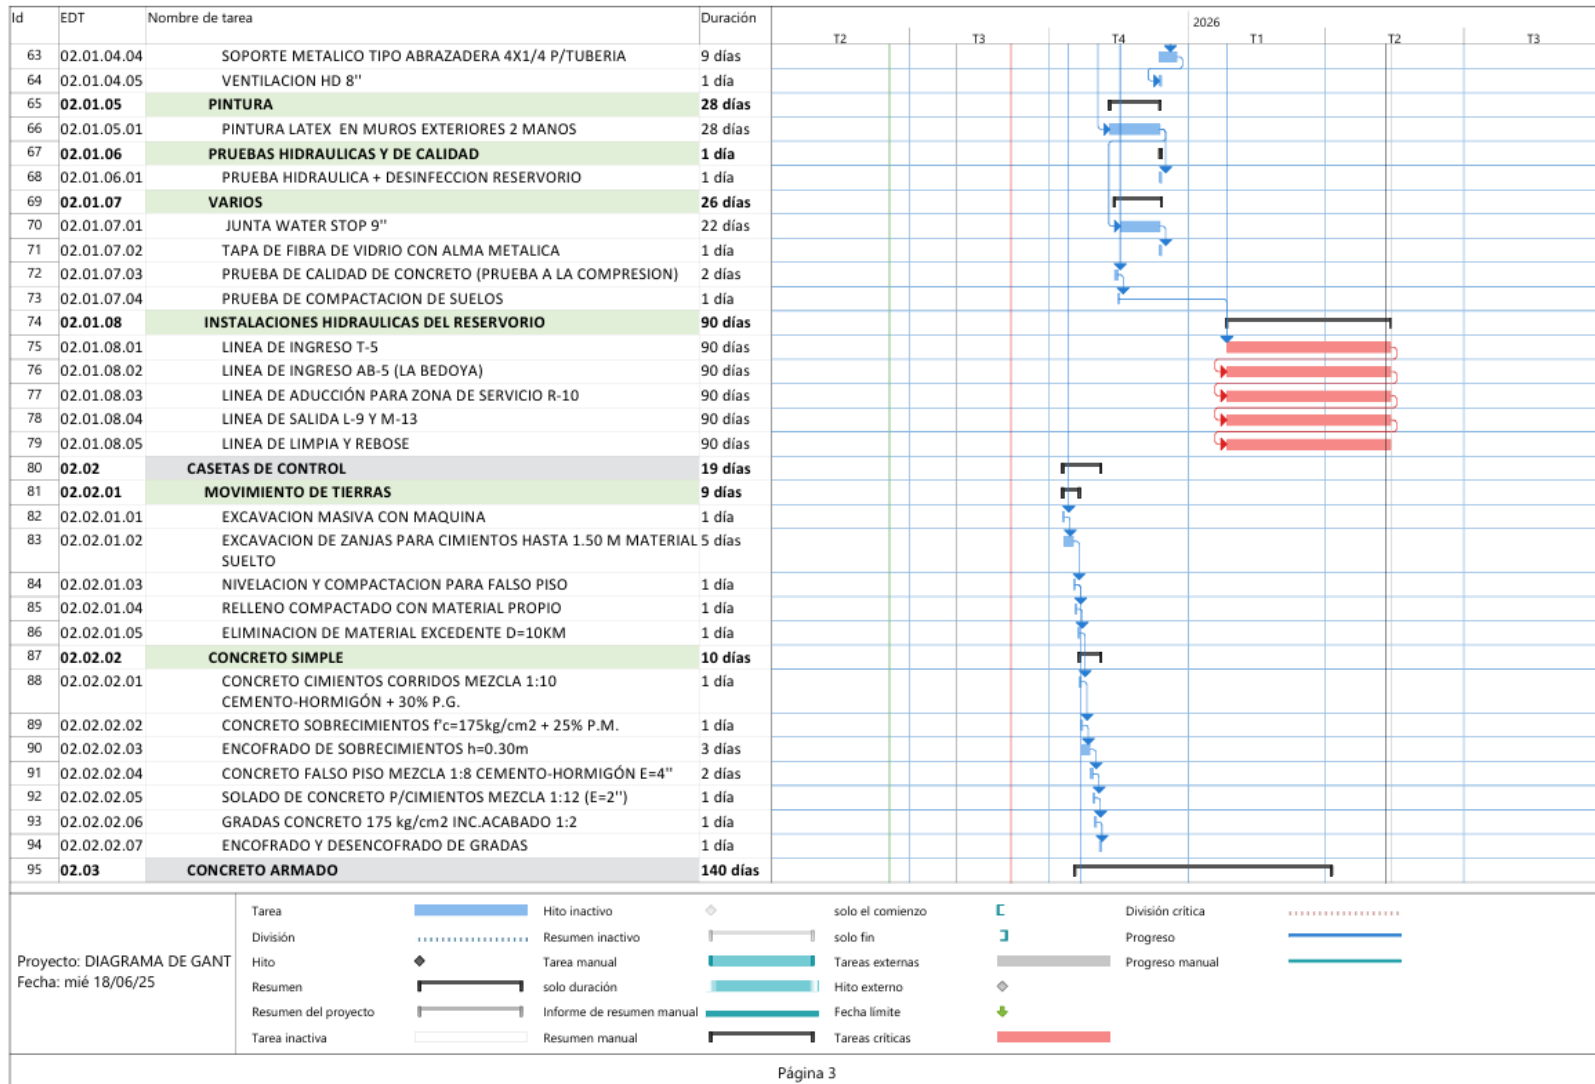 Id EDT Nombre de tarea Duración
2026
T2 T3 T4 T1 T2 T3
63 02.01.04.04 SOPORTE METALICO TIPO ABRAZADERA 4X1/4 P/TUBERIA 9 días
64 02.01.04.05 VENTILACION HD 8'' 1 día
65 02.01.05 PINTURA 28 días
66 02.01.05.01 PINTURA LATEX EN MUROS EXTERIORES 2 MANOS 28 días
67 02.01.06 PRUEBAS HIDRAULICAS Y DE CALIDAD 1 día
68 02.01.06.01 PRUEBA HIDRAULICA + DESINFECCION RESERVORIO 1 día
69 02.01.07 VARIOS 26 días
70 02.01.07.01 JUNTA WATER STOP 9'' 22 días
71 02.01.07.02 TAPA DE FIBRA DE VIDRIO CON ALMA METALICA 1 día
72 02.01.07.03 PRUEBA DE CALIDAD DE CONCRETO (PRUEBA A LA COMPRESION) 2 días
73 02.01.07.04 PRUEBA DE COMPACTACION DE SUELOS 1 día
74 02.01.08 INSTALACIONES HIDRAULICAS DEL RESERVORIO 90 días
75 02.01.08.01 LINEA DE INGRESO T-5 90 días
76 02.01.08.02 LINEA DE INGRESO AB-5 (LA BEDOYA) 90 días
77 02.01.08.03 LINEA DE ADUCCIÓN PARA ZONA DE SERVICIO R-10 90 días
78 02.01.08.04 LINEA DE SALIDA L-9 Y M-13 90 días
79 02.01.08.05 LINEA DE LIMPIA Y REBOSE 90 días
80 02.02 CASETAS DE CONTROL 19 días
81 02.02.01 MOVIMIENTO DE TIERRAS 9 días
82 02.02.01.01 EXCAVACION MASIVA CON MAQUINA 1 día
83 02.02.01.02 EXCAVACION DE ZANJAS PARA CIMIENTOS HASTA 1.50 M MATERIAL 5 días
SUELTO
84 02.02.01.03 NIVELACION Y COMPACTACION PARA FALSO PISO 1 día
85 02.02.01.04 RELLENO COMPACTADO CON MATERIAL PROPIO 1 día
86 02.02.01.05 ELIMINACION DE MATERIAL EXCEDENTE D=10KM 1 día
87 02.02.02 CONCRETO SIMPLE 10 días
88 02.02.02.01 CONCRETO CIMIENTOS CORRIDOS MEZCLA 1:10 1 día
CEMENTO-HORMIGÓN + 30% P.G.
89 02.02.02.02 CONCRETO SOBRECIMIENTOS f'c=175kg/cm2 + 25% P.M. 1 día
90 02.02.02.03 ENCOFRADO DE SOBRECIMIENTOS h=0.30m 3 días
91 02.02.02.04 CONCRETO FALSO PISO MEZCLA 1:8 CEMENTO-HORMIGÓN E=4'' 2 días
92 02.02.02.05 SOLADO DE CONCRETO P/CIMIENTOS MEZCLA 1:12 (E=2'') 1 día
93 02.02.02.06 GRADAS CONCRETO 175 kg/cm2 INC.ACABADO 1:2 1 día
94 02.02.02.07 ENCOFRADO Y DESENCOFRADO DE GRADAS 1 día
95 02.03 CONCRETO ARMADO 140 días
Proyecto: DIAGRAMA DE GANT
Fecha: mié 18/06/25
Tarea Hito inactivo solo el comienzo División crítica
División Resumen inactivo solo fin Progreso
Hito Tarea manual Tareas externas Progreso manual
Resumen solo duración Hito externo
Resumen del proyecto Informe de resumen manual Fecha límite
Tarea inactiva Resumen manual Tareas críticas
Página 3